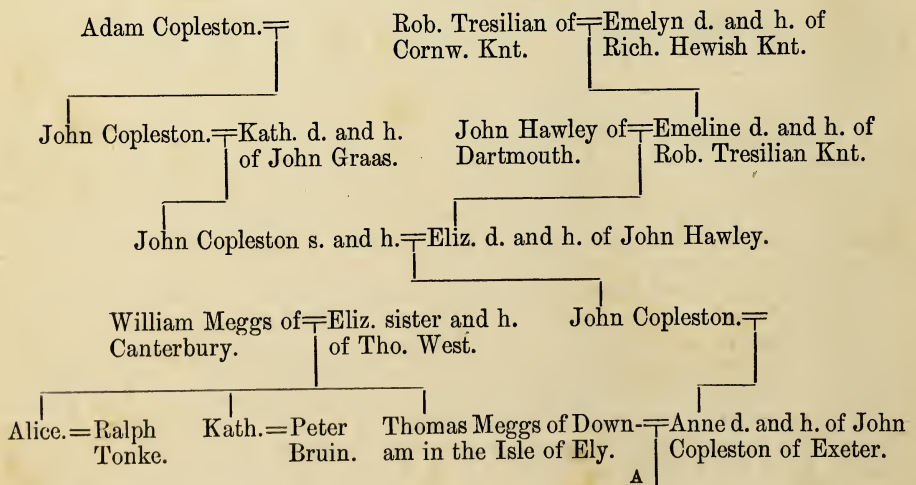 Adam Copleston.
Rob. Tresilian of
Cornw. Knt.
Emelyn d. and h. of
Rich. Hewish Knt.
John Copleston.
Kath. d. and h.
of John Graas.
John Hawley of
Dartmouth.
Emeline d. and h. of
Rob. Tresilian Knt.
John Copleston s. and h.
Eliz. d. and h. of John Hawley.
William Meggs of
Canterbury.
Eliz. sister and h.
of Tho. West.
John Copleston.
Alice.=Ralph
Tonke.
Kath.=Peter
Bruin.
Thomas Meggs of Down-
am in the Isle of Ely.
Anne d. and h. of John
Copleston of Exeter.
A